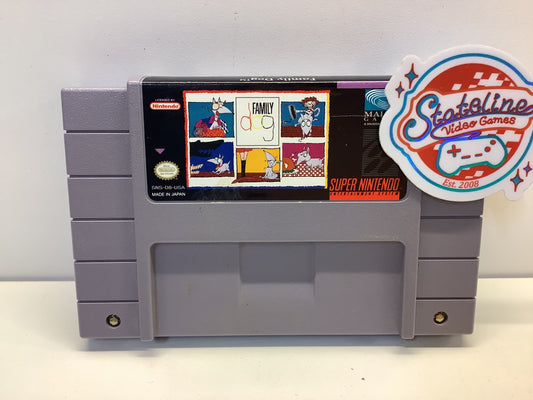 Family Dog™
LICENSED BY
Nintendo
FAMILY
dog
SNS-DB-USA
MADE IN JAPAN
SUPER NINTENDO
ENTERTAINMENT SYSTEM
Stateline
Video Games
Est. 2008